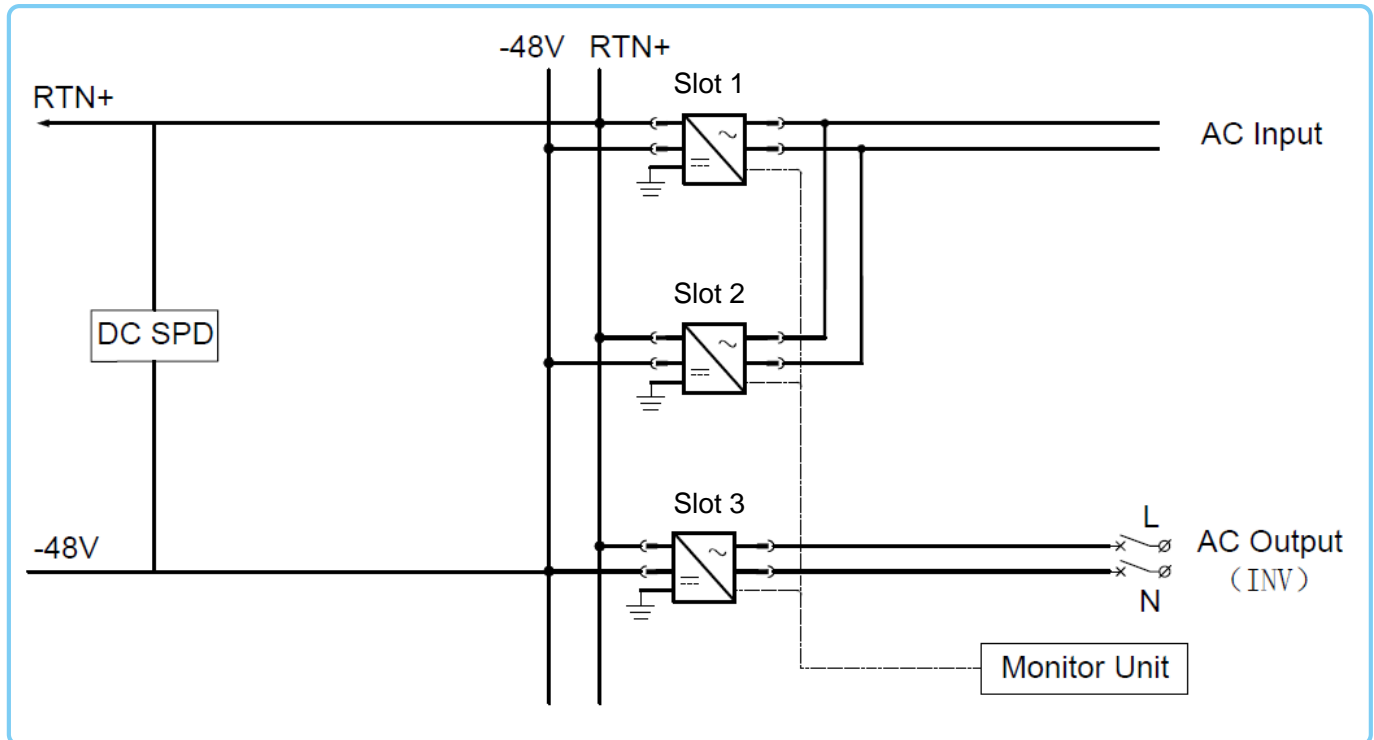 -48V RTN+
RTN+
Slot 1
AC Input
Slot 2
DC SPD
Slot 3
-48V
L
AC Output
（INV）
N
Monitor Unit